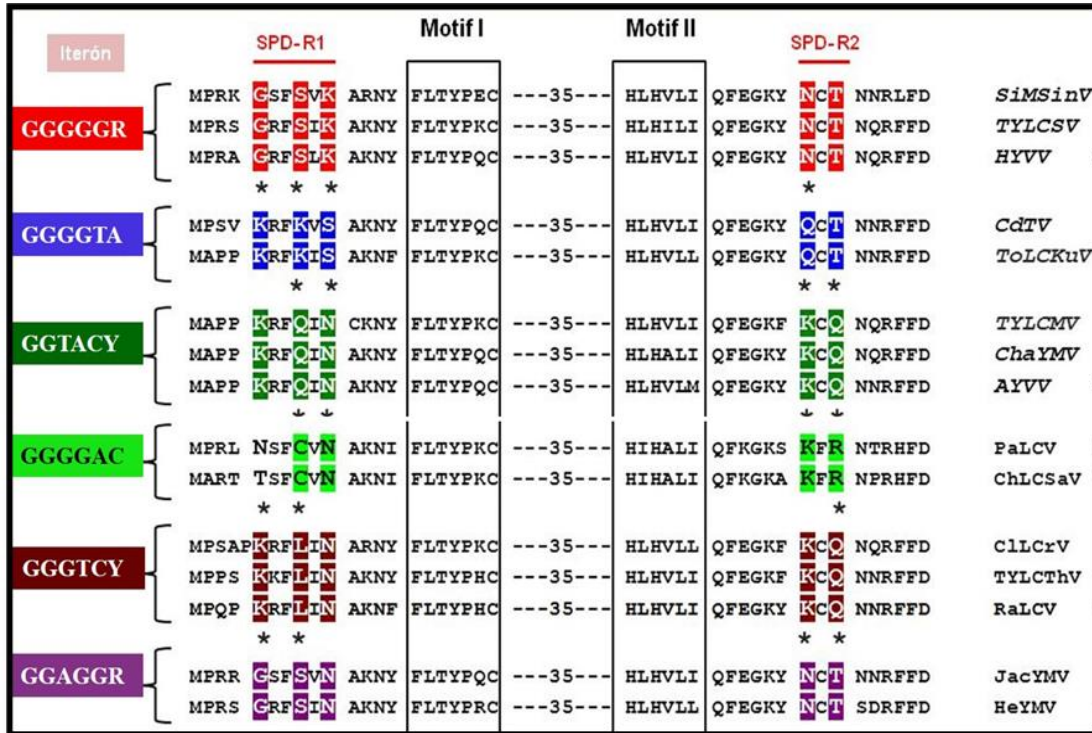 Motif I Motif II
Iterón SPD-R1 SPD-R2
MPRK GSFSVK ARNY FLTYPEC ---35--- HLHVLI QFEGKY NCT NNRLFD SiMSinV
GGGGGR MPRS GRFSIK AKNY FLTYPKC ---35--- HLHILI QFEGKY NCT NQRFFD TYLCSV
MPRA GRFSLK AKNY FLTYPQC ---35--- HLHVLI QFEGKY NCT NQRFFD HYVV
* * * *
GGGGTA MPSV KRFKVS AKNY FLTYPQC ---35--- HLHVLI QFEGKY QCT NNRFFD CdTV
MAPP KRFKIS AKNF FLTYPKC ---35--- HLHVLL QFEGKY QCT NNRFFD ToLCKuV
* * * *
GGTACY MAPP KRFQIN CKNY FLTYPKC ---35--- HLHVLI QFEGKF KCQ NQRFFD TYLCMV
MAPP KRFQIN AKNY FLTYPQC ---35--- HLHALI QFEGKY KCQ NQRFFD ChaYMV
MAPP KRFQIN AKNY FLTYPQC ---35--- HLHVLM QFEGKY KCQ NNRFFD AYVV
* * * *
GGGGAC MPRL NSFCVN AKNI FLTYPKC ---35--- HIHALI QFKGKS KFR NTRHFD PaLCV
MART TSFCVN AKNI FLTYPKC ---35--- HIHALI QFKGKA KFR NPRHFD ChLCSaV
* * *
GGGTCY MPSAPKRFLIN ARNY FLTYPKC ---35--- HLHVLL QFEGKF KCQ NQRFFD ClLCrV
MPPS KKFLIN AKNY FLTYPHC ---35--- HLHVLI QFEGKF KCQ NNRFFD TYLCThV
MPQP KRFLIN AKNF FLTYPHC ---35--- HLHVLI QFEGKY KCQ NNRFFD RaLCV
* * * *
GGAGGR MPRR GSFSVN AKNY FLTYPQC ---35--- HLHVLI QFEGKY NCT NNRFFD JacYMV
MPRS GRFSIN AKNY FLTYPRC ---35--- HLHVLL QFEGKY NCT SDRFFD HeYMV